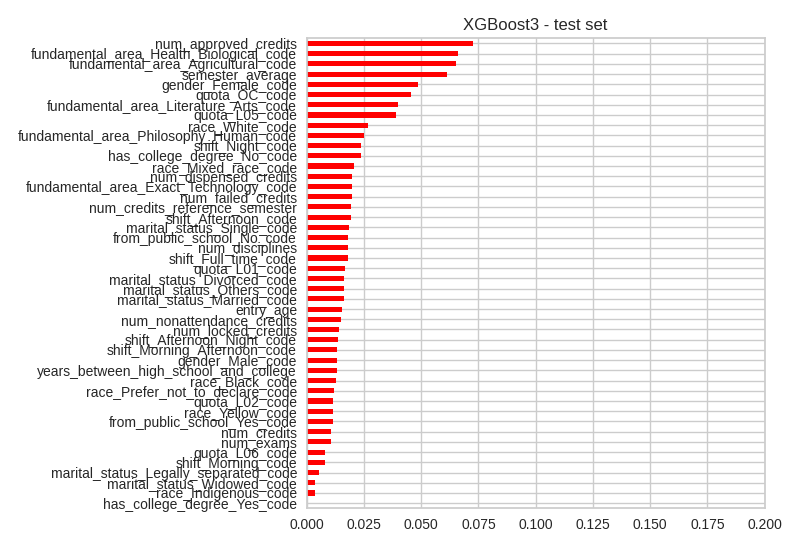 XGBoost3 - test set
num_approved_credits
fundamental_area_Health_Biological_code
fundamental_area_Agricultural_code
semester_average
gender_Female_code
quota_OC_code
fundamental_area_Literature_Arts_code
quota_L05_code
race_White_code
fundamental_area_Philosophy_Human_code
shift_Night_code
has_college_degree_No_code
race_Mixed_race_code
num_dispensed_credits
fundamental_area_Exact_Technology_code
num_failed_credits
num_credits_reference_semester
shift_Afternoon_code
marital_status_Single_code
from_public_school_No_code
num_disciplines
shift_Full_time_code
quota_L01_code
marital_status_Divorced_code
marital_status_Others_code
marital_status_Married_code
entry_age
num_nonattendance_credits
num_locked_credits
shift_Afternoon_Night_code
shift_Morning_Afternoon_code
gender_Male_code
years_between_high_school_and_college
race_Black_code
race_Prefer_not_to_declare_code
quota_L02_code
race_Yellow_code
from_public_school_Yes_code
num_credits
num_exams
quota_L06_code
shift_Morning_code
marital_status_Legally_separated_code
marital_status_Widowed_code
race_Indigenous_code
has_college_degree_Yes_code
0.000 0.025 0.050 0.075 0.100 0.125 0.150 0.175 0.200